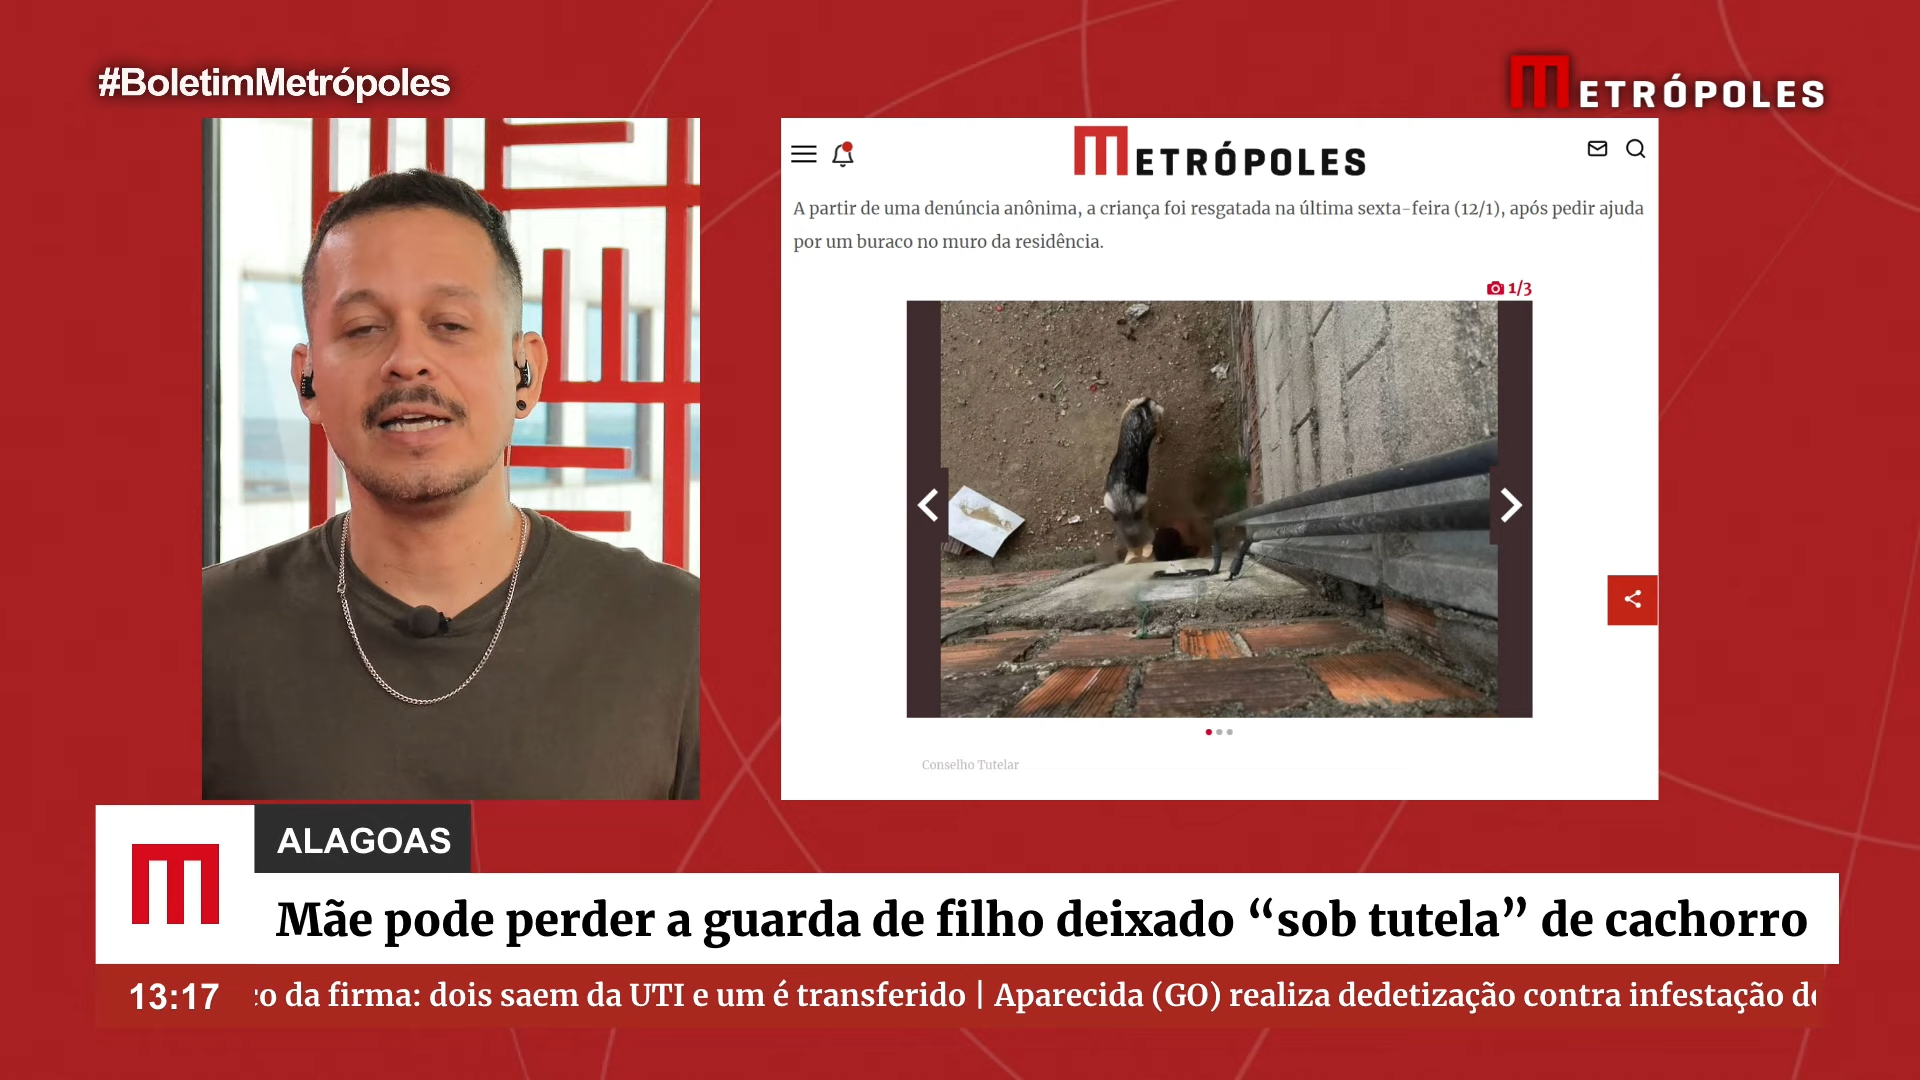 #BoletimMetrópoles
METRÓPOLES
METRÓPOLES
A partir de uma denúncia anônima, a criança foi resgatada na última sexta-feira (12/1), após pedir ajuda
por um buraco no muro da residência.
1/3
Conselho Tutelar
ALAGOAS
Mãe pode perder a guarda de filho deixado “sob tutela” de cachorro
13:17
da firma: dois saem da UTI e um é transferido | Aparecida (GO) realiza dedetização contra infestação